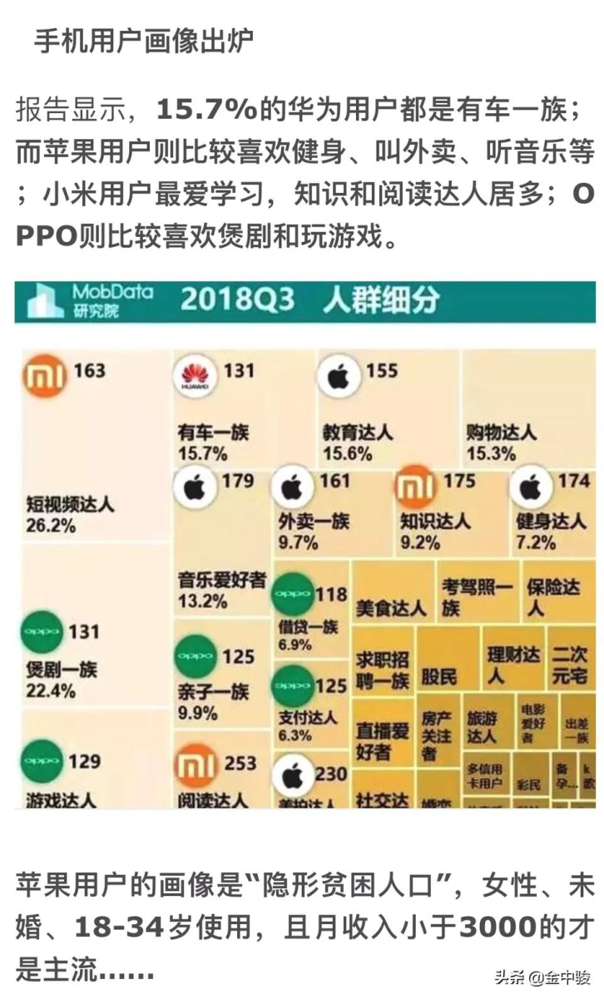 手机用户画像出炉
报告显示，15.7%的华为用户都是有车一族；
而苹果用户则比较喜欢健身、叫外卖、听音乐等
；小米用户最爱学习，知识和阅读达人居多；O
PPO则比较喜欢煲剧和玩游戏。
MobData
研究院
2018Q3 人群细分
163
短视频达人
26.2%
HUAWEI
131
有车一族
15.7%
155
教育达人
15.6%
购物达人
15.3%
179
音乐爱好者
13.2%
161
外卖一族
9.7%
175
知识达人
9.2%
174
健身达人
7.2%
oppo
131
煲剧一族
22.4%
oppo
125
亲子一族
9.9%
oppo
118
借贷一族
6.9%
oppo
125
支付达人
6.3%
oppo
129
游戏达人
253
阅读达人
230
美拍达人
美食达人
考驾照一
族
保险达
人
求职招
聘一族
股民
理财达
人
二次
元宅
直播爱
好者
房产
关注
者
旅游
达人
电影
爱好
者
出差
一族
社交达
婚恋
多信用
卡用户
彩民
备
孕...
k
歌
苹果用户的画像是“隐形贫困人口”，女性、未
婚、18-34岁使用，且月收入小于3000的才
是主流......
头条 @金中骏